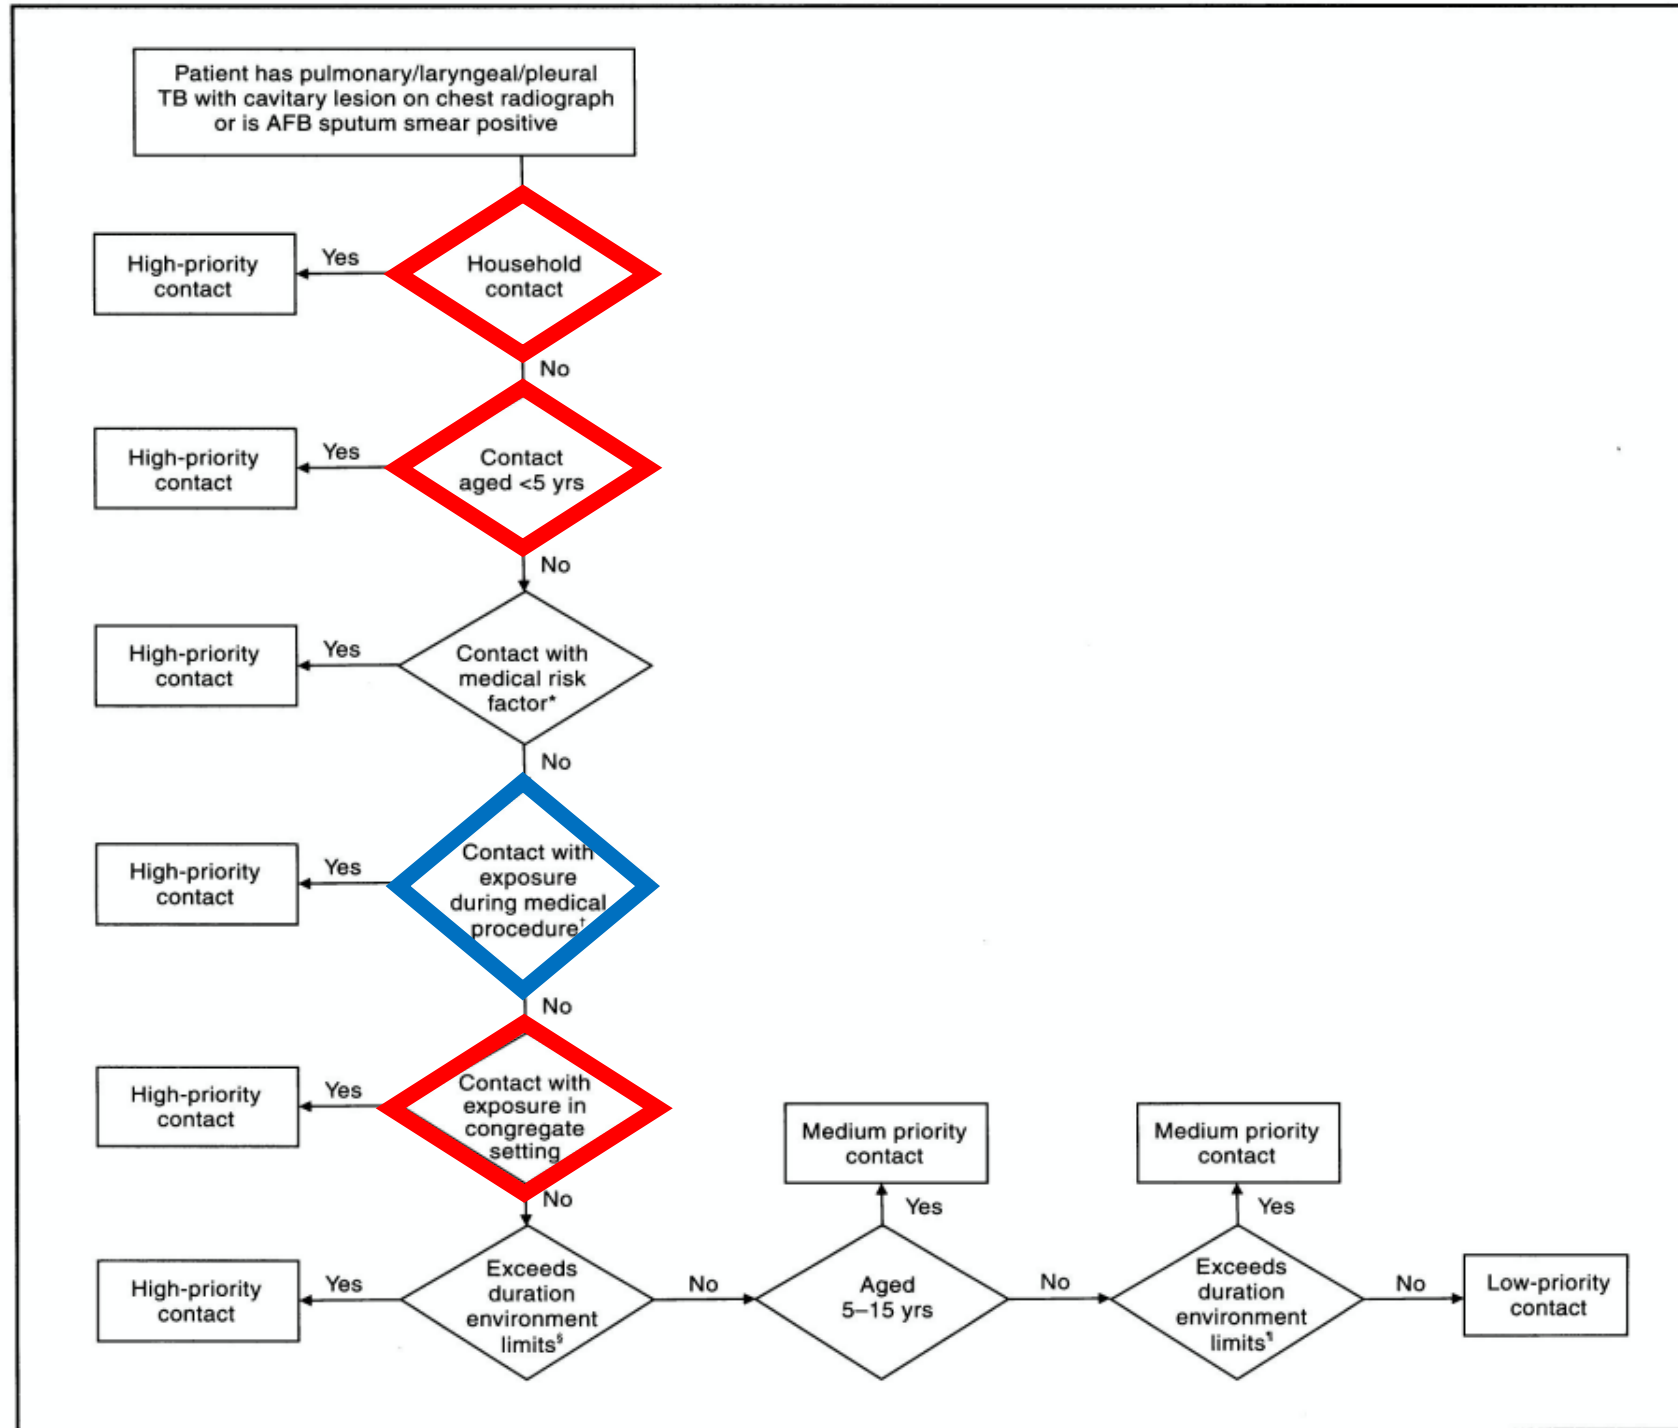 Patient has pulmonary/laryngeal/pleural
TB with cavitary lesion on chest radiograph
or is AFB sputum smear positive
High-priority
contact
Yes
Household
contact
No
High-priority
contact
Yes
Contact
aged <5 yrs
No
High-priority
contact
Yes
Contact with
medical risk
factor*
No
High-priority
contact
Yes
Contact with
exposure
during medical
procedure†
No
High-priority
contact
Yes
Contact with
exposure in
congregate
setting
No
High-priority
contact
Yes
Exceeds
duration
environment
limits§
No
Medium priority
contact
Yes
Aged
5–15 yrs
No
Medium priority
contact
Yes
Exceeds
duration
environment
limits¶
No
Low-priority
contact